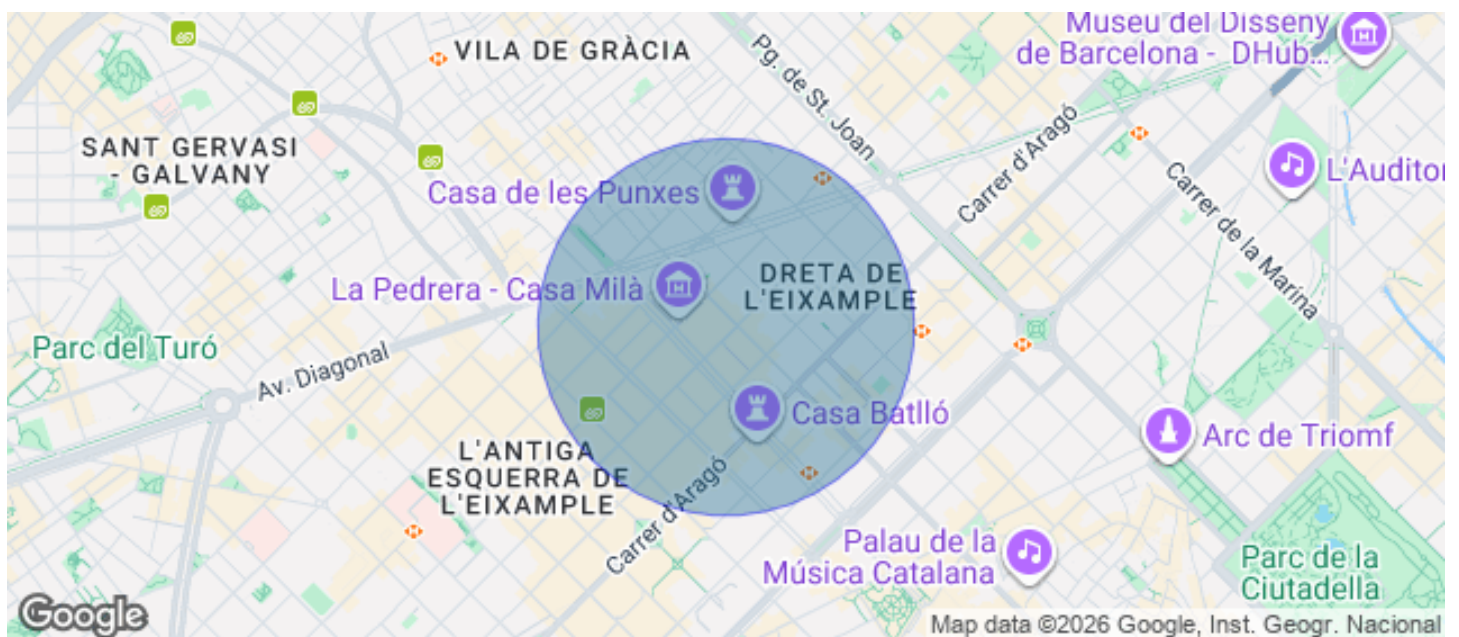 Museu del Disseny
de Barcelona - DHub...
VILA DE GRÀCIA
Pg. de St. Joan
SANT GERVASI
- GALVANY
Carrer d'Aragó
L'Auditor
Casa de les Punxes
Carrer de la Marina
DRETA DE
L'EIXAMPLE
La Pedrera - Casa Milà
Parc del Turó
Av. Diagonal
Casa Batlló
Arc de Triomf
L'ANTIGA
ESQUERRA DE
L'EIXAMPLE
Carrer d'Aragó
Palau de la
Música Catalana
Parc de la
Ciutadella
Google
Map data ©2026 Google, Inst. Geogr. Nacional